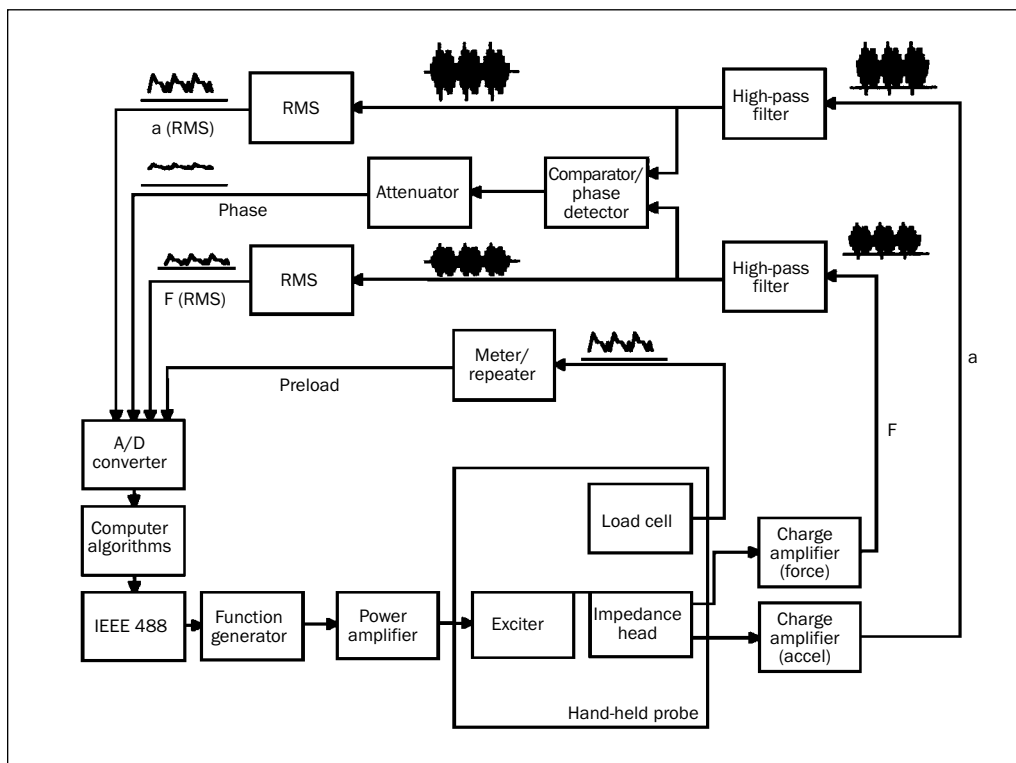 RMS
High-pass
filter
a (RMS)
Attenuator
Comparator/
phase
detector
Phase
RMS
High-pass
filter
F (RMS)
Meter/
repeater
Preload
a
F
A/D
converter
Load cell
Computer
algorithms
Charge
amplifier
(force)
IEEE 488
Function
generator
Power
amplifier
Exciter
Impedance
head
Charge
amplifier
(accel)
Hand-held probe